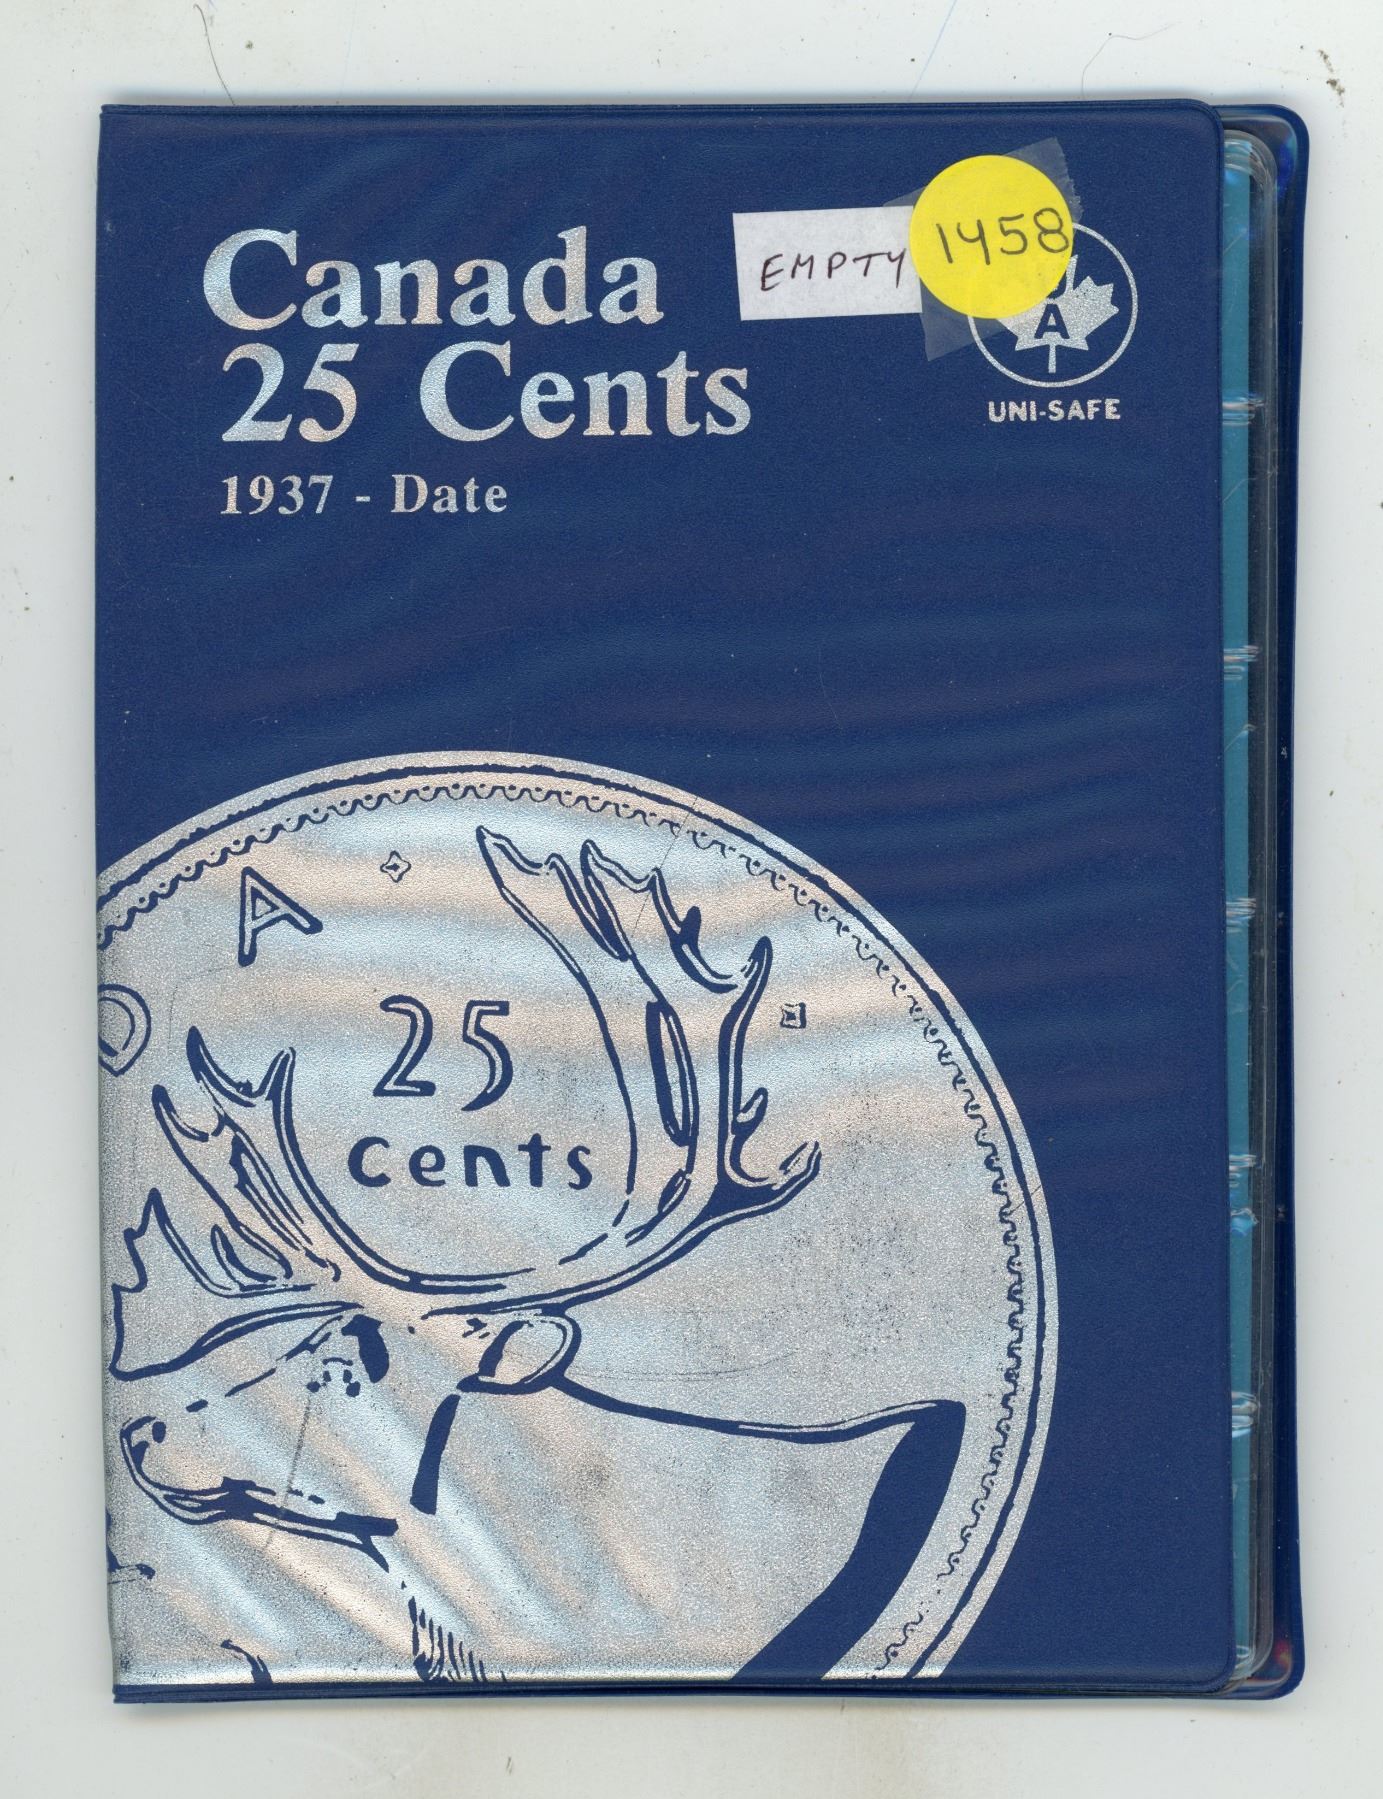 Canada
25 Cents
1937 - Date
EMPTY
1458
A
UNI-SAFE
A
D
25
cents